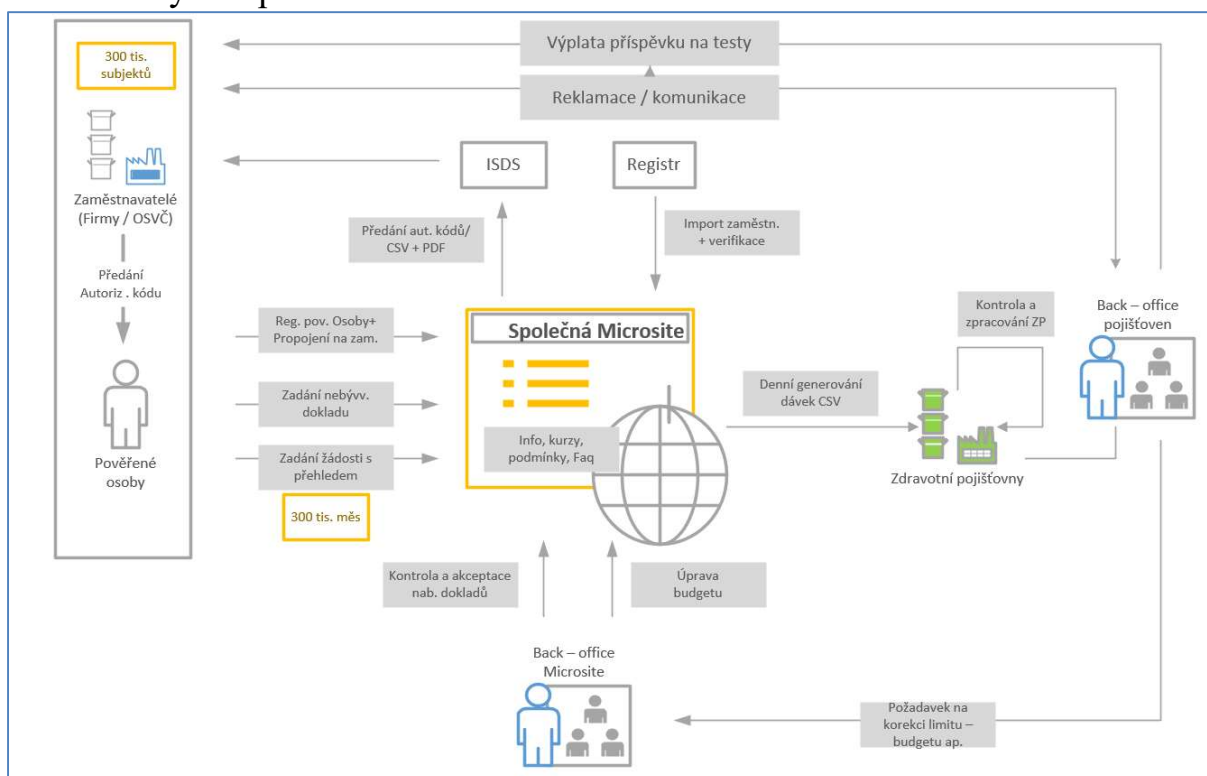 Výplata příspěvku na testy
300 tis.
subjektů
Reklamace / komunikace
ISDS
Registr
Zaměstnavatelé
(Firmy / OSVČ)
Předání aut. kódů/
CSV + PDF
Import zaměstn.
+ verifikace
Předání
Autoriz . kódu
Reg. pov. Osoby+
Propojení na zam.
Společná Microsite
Kontrola a
zpracování ZP
Back – office
pojišťoven
Zadání nebývv.
dokladu
Denní generování
dávek CSV
Info, kurzy,
podmínky, Faq
Pověřené
osoby
Zadání žádosti s
přehledem
Zdravotní pojišťovny
300 tis. měs
Kontrola a akceptace
nab. dokladů
Úprava
budgetu
Back – office
Microsite
Požadavek na
korekci limitu –
budgetu ap.